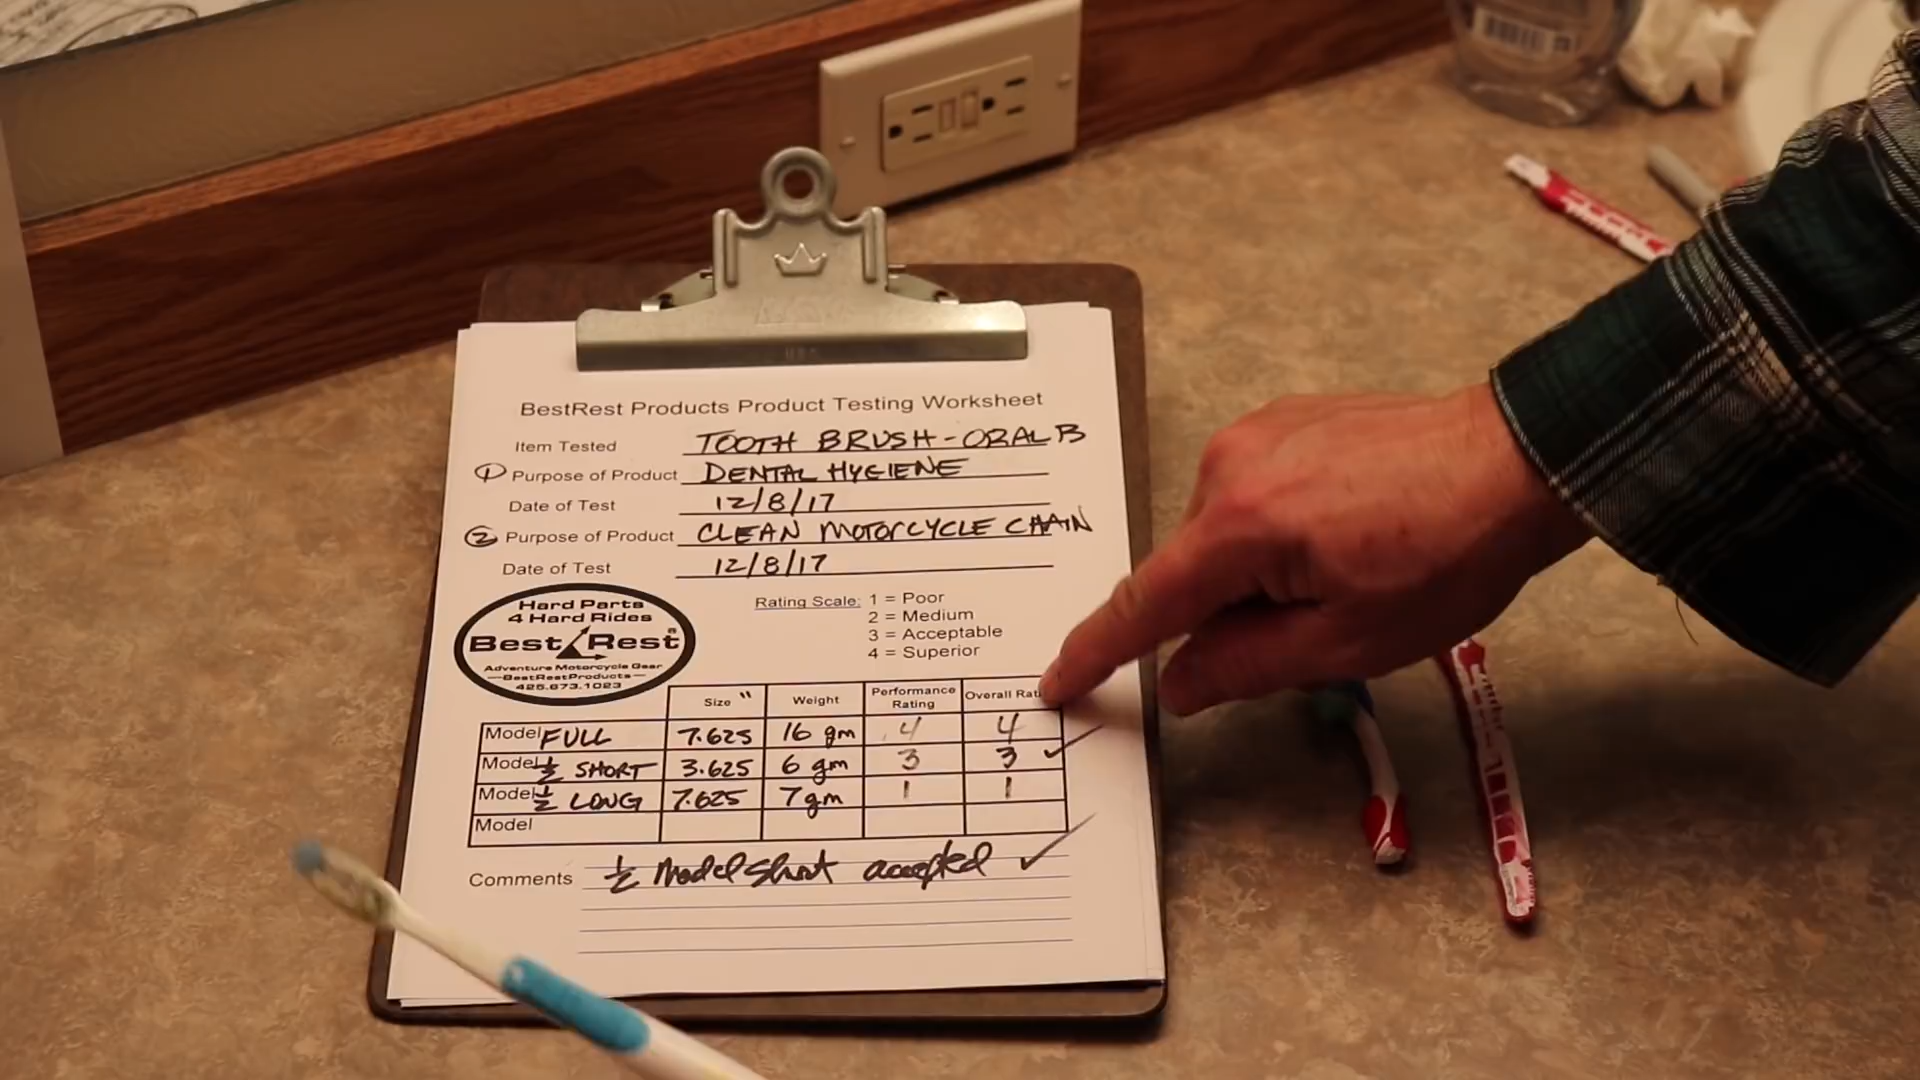 BestRest Products Product Testing Worksheet
Item Tested TOOTH BRUSH-ORAL B
① Purpose of Product DENTAL HYGIENE
Date of Test 12/8/17
② Purpose of Product CLEAN MOTORCYCLE CHAIN
Date of Test 12/8/17
Rating Scale: 1 = Poor
2 = Medium
3 = Acceptable
4 = Superior
Hard Parts
4 Hard Rides
Best Rest
Adventure Motorcycle Gear
BestRestProducts
425.673.1023
Size " Weight Performance Rating Overall
Model FULL 7.625 16 gm 4 4
Model 1/2 SHORT 3.625 6 gm 3 3 ✓
Model 1/2 LONG 7.625 7 gm 1 1
Model
Comments 1/2 Model Short accepted ✓